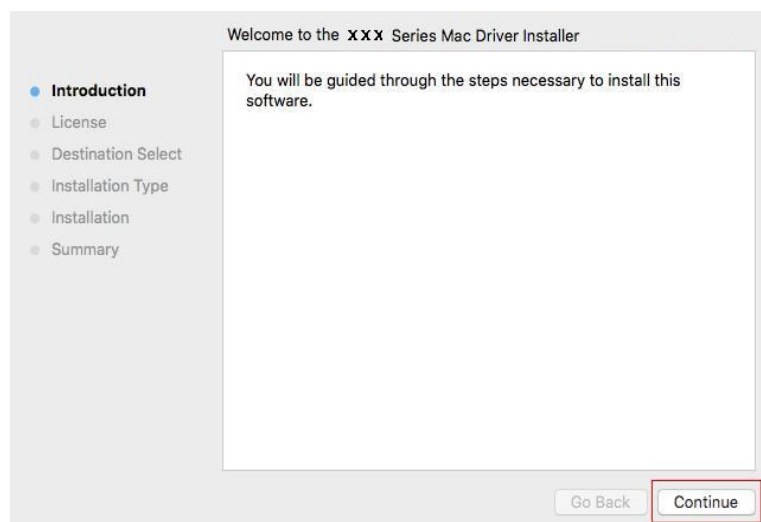 Welcome to the XXX Series Mac Driver Installer
Introduction
License
Destination Select
Installation Type
Installation
Summary
You will be guided through the steps necessary to install this
software.
Go Back
Continue